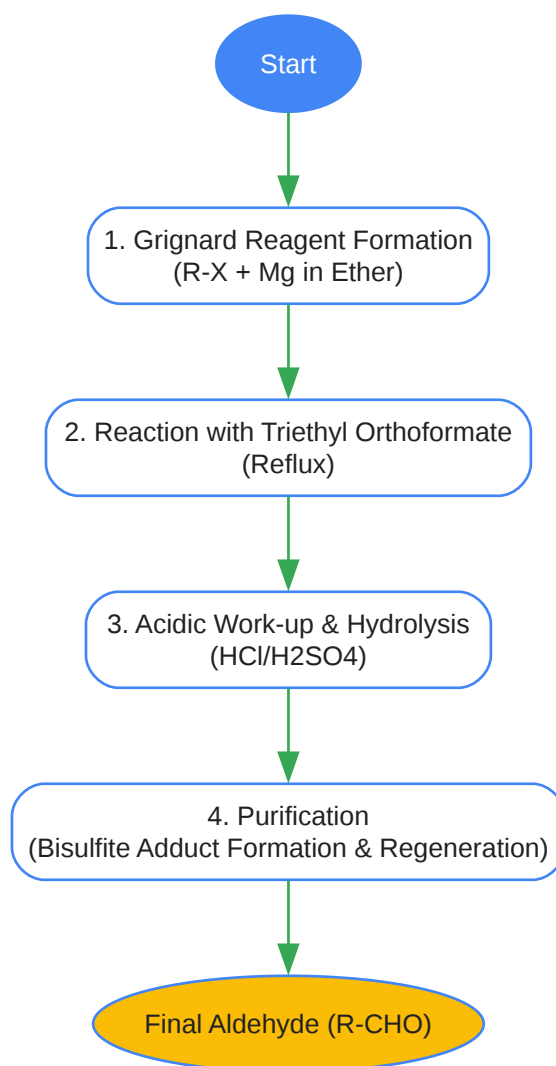 Start
1. Grignard Reagent Formation
(R-X + Mg in Ether)
2. Reaction with Triethyl Orthoformate
(Reflux)
3. Acidic Work-up & Hydrolysis
(HCl/H2SO4)
4. Purification
(Bisulfite Adduct Formation & Regeneration)
Final Aldehyde (R-CHO)